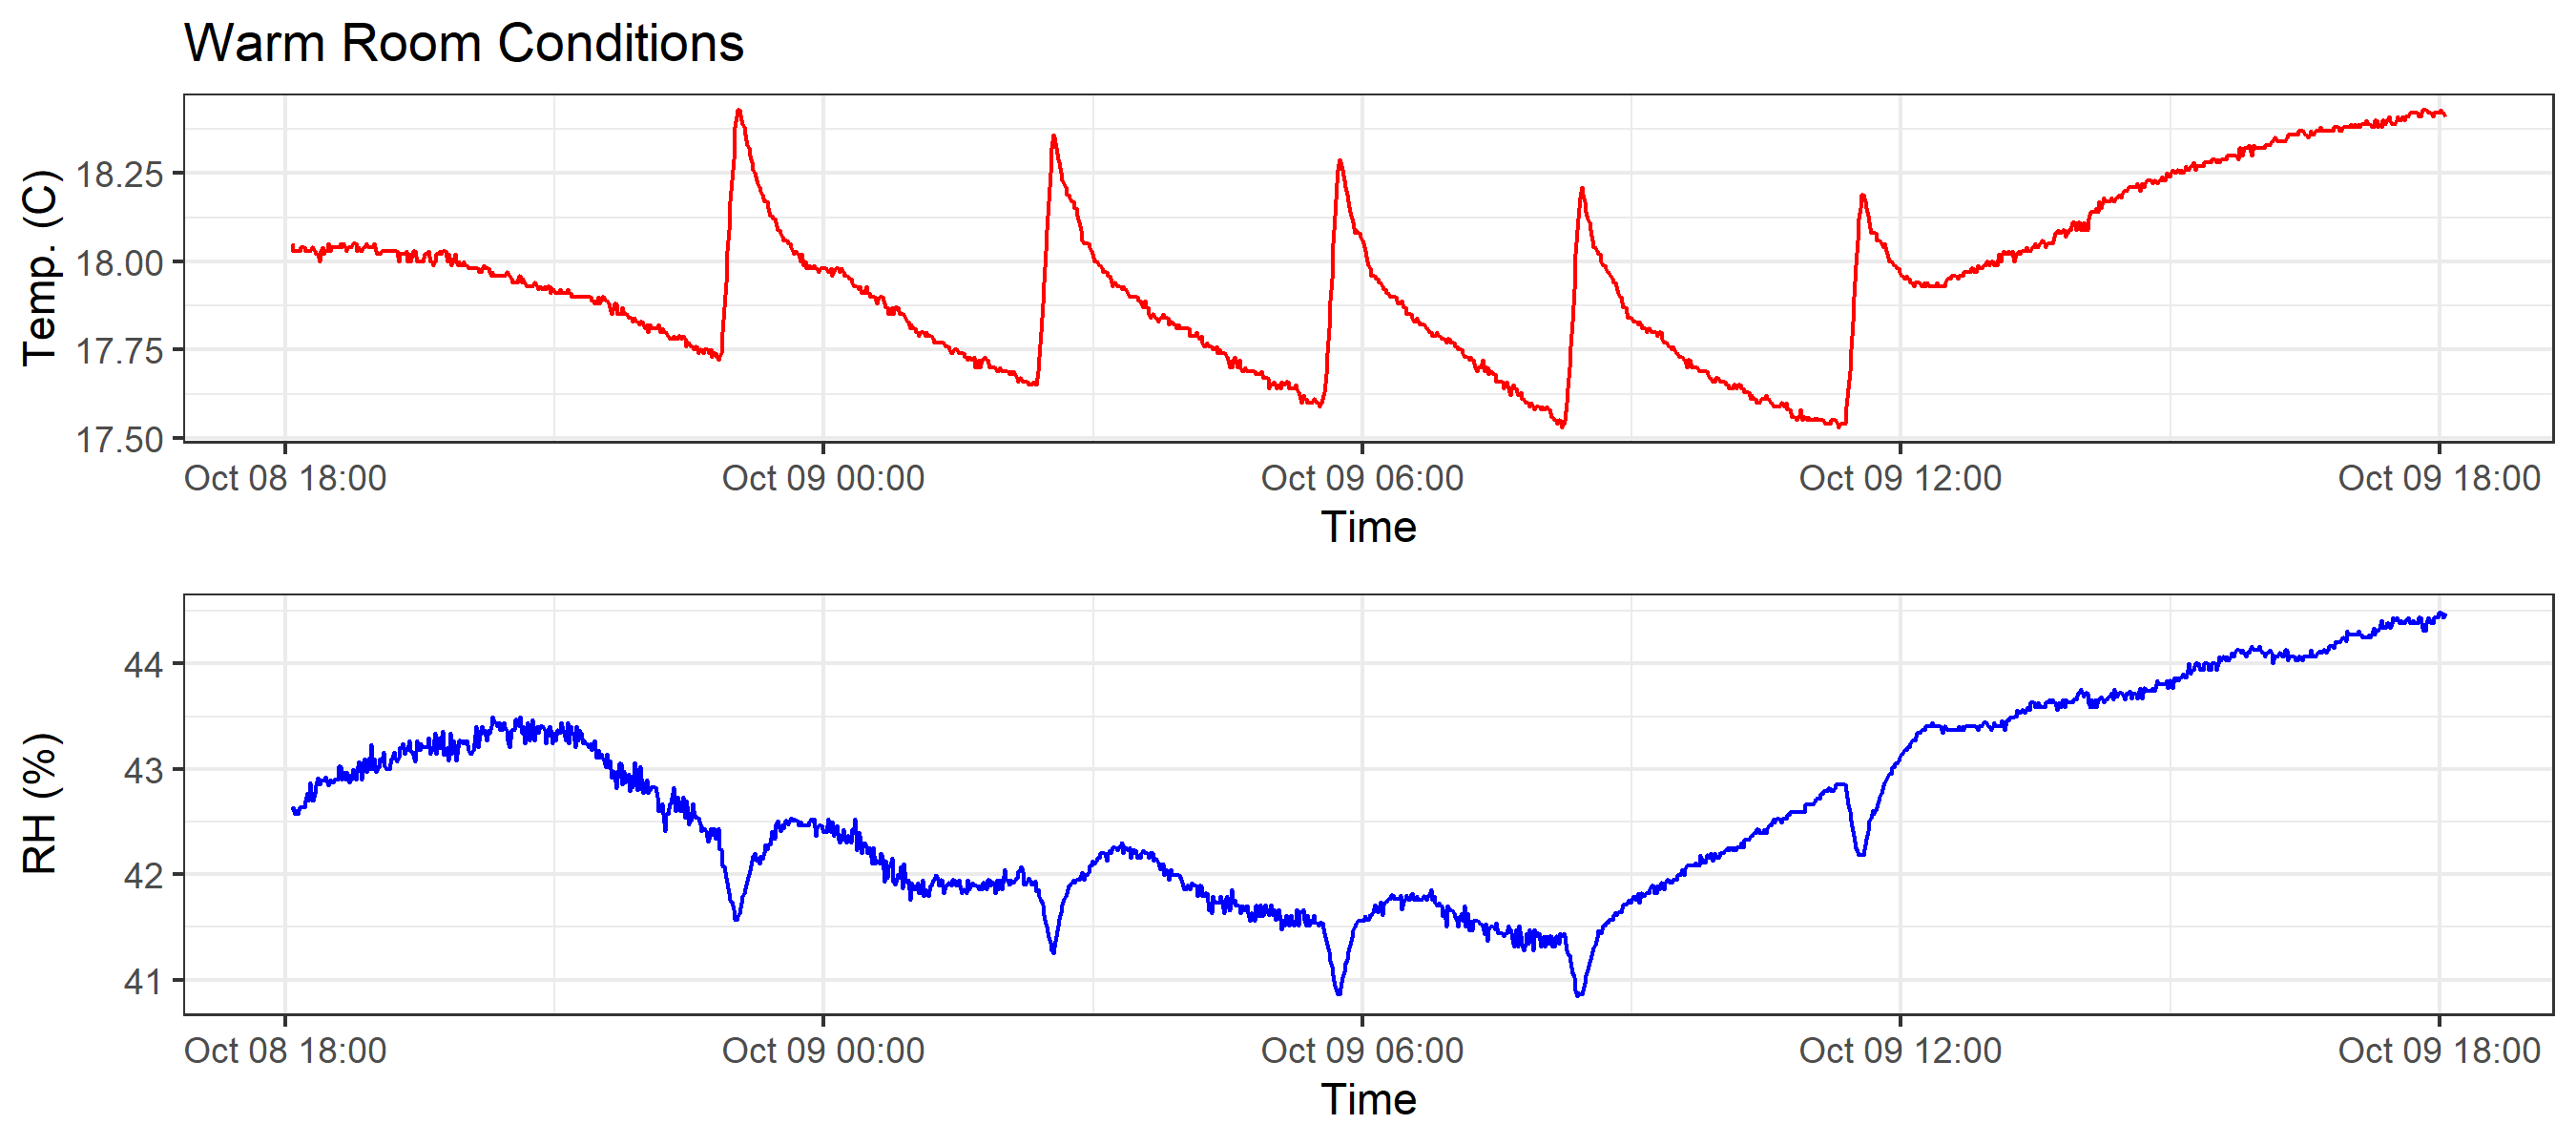 Warm Room Conditions
Temp. (C)
18.25
18.00
17.75
17.50
Oct 08 18:00 Oct 09 00:00 Oct 09 06:00 Oct 09 12:00 Oct 09 18:00
Time
RH (%)
44
43
42
41
Oct 08 18:00 Oct 09 00:00 Oct 09 06:00 Oct 09 12:00 Oct 09 18:00
Time